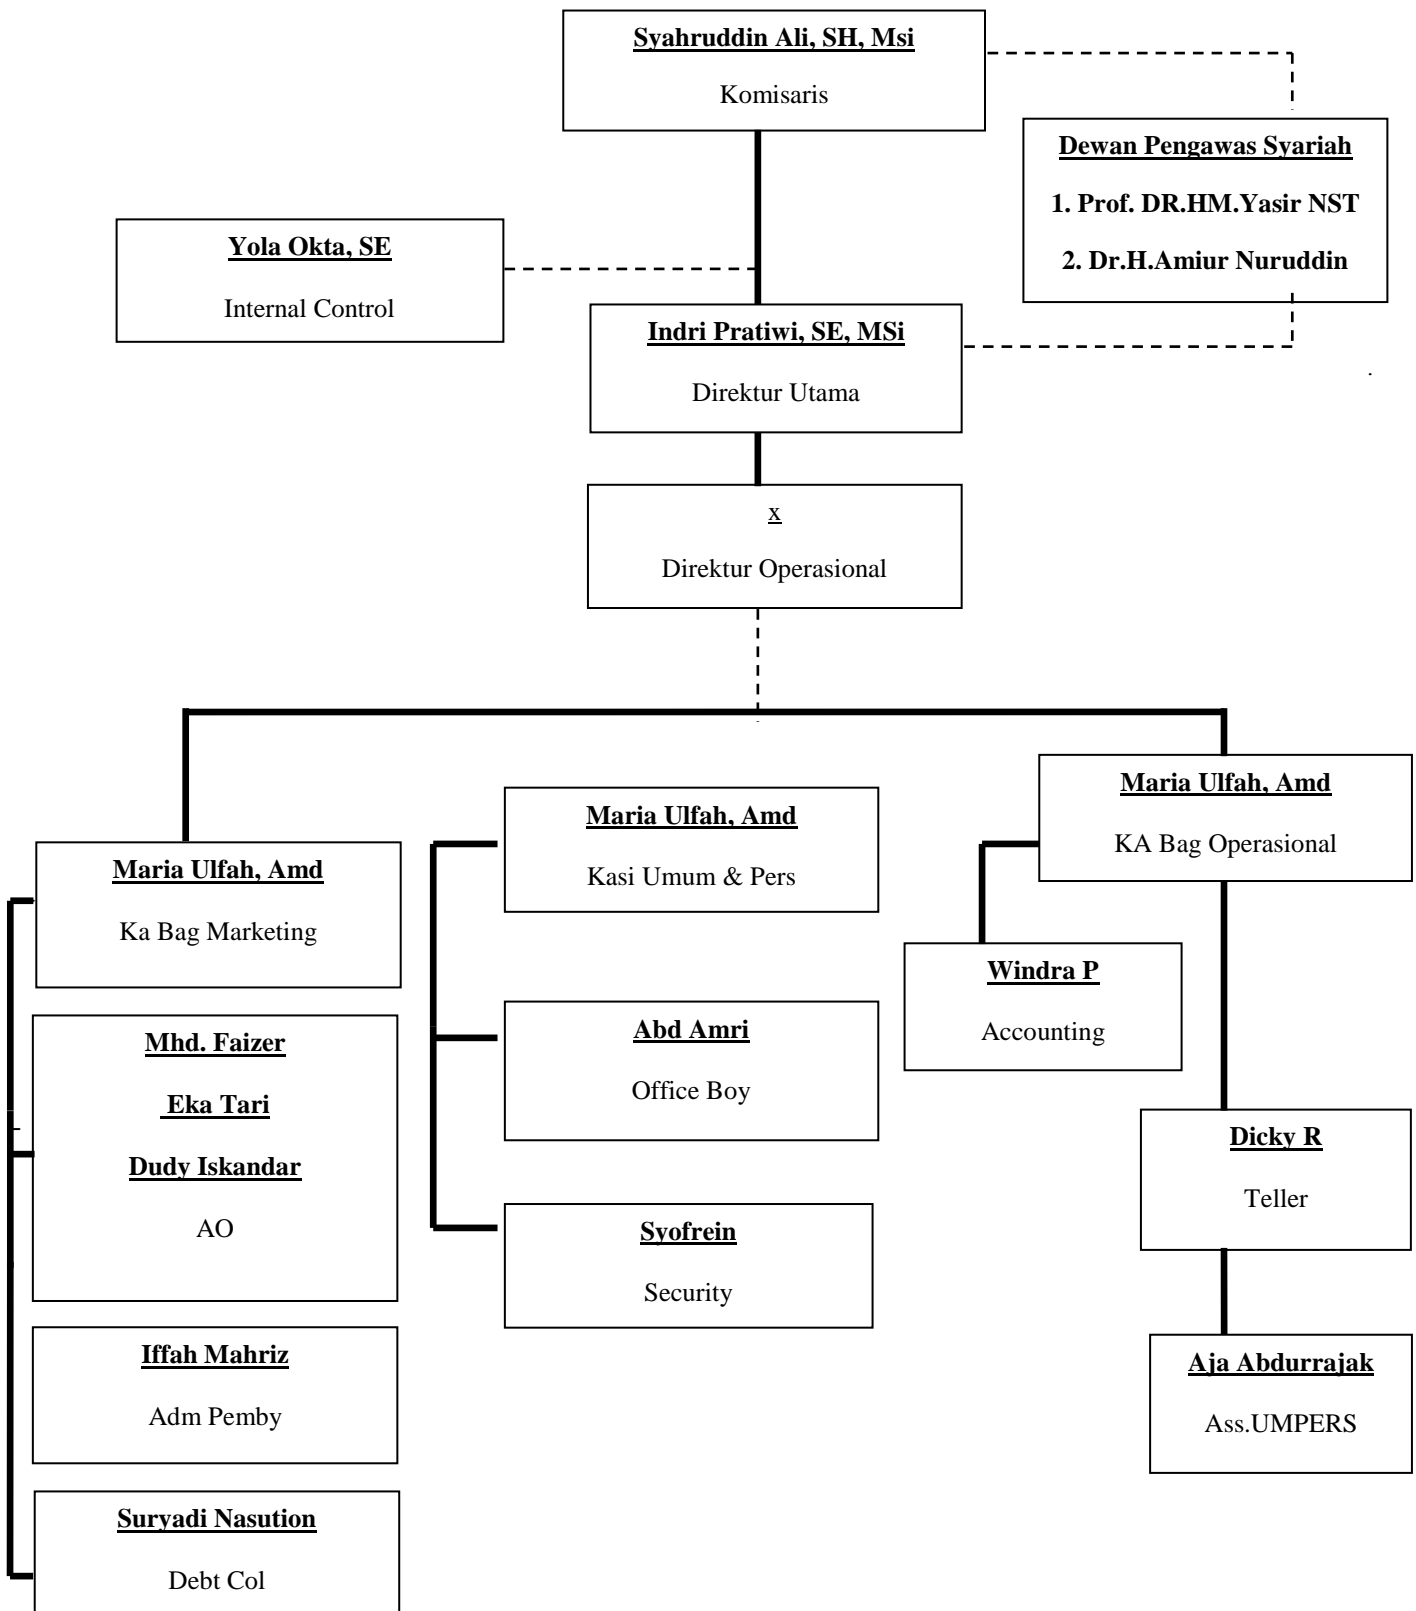 Syahruddin Ali, SH, Msi
Komisaris
Dewan Pengawas Syariah
1. Prof. DR.HM.Yasir NST
2. Dr.H.Amiur Nuruddin
Yola Okta, SE
Internal Control
Indri Pratiwi, SE, MSi
Direktur Utama
x
Direktur Operasional
Maria Ulfah, Amd
Ka Bag Marketing
Mhd. Faizer
Eka Tari
Dudy Iskandar
AO
Iffah Mahriz
Adm Pemby
Suryadi Nasution
Debt Col
Maria Ulfah, Amd
Kasi Umum & Pers
Abd Amri
Office Boy
Syofrein
Security
Maria Ulfah, Amd
KA Bag Operasional
Windra P
Accounting
Dicky R
Teller
Aja Abdurrajak
Ass.UMPERS